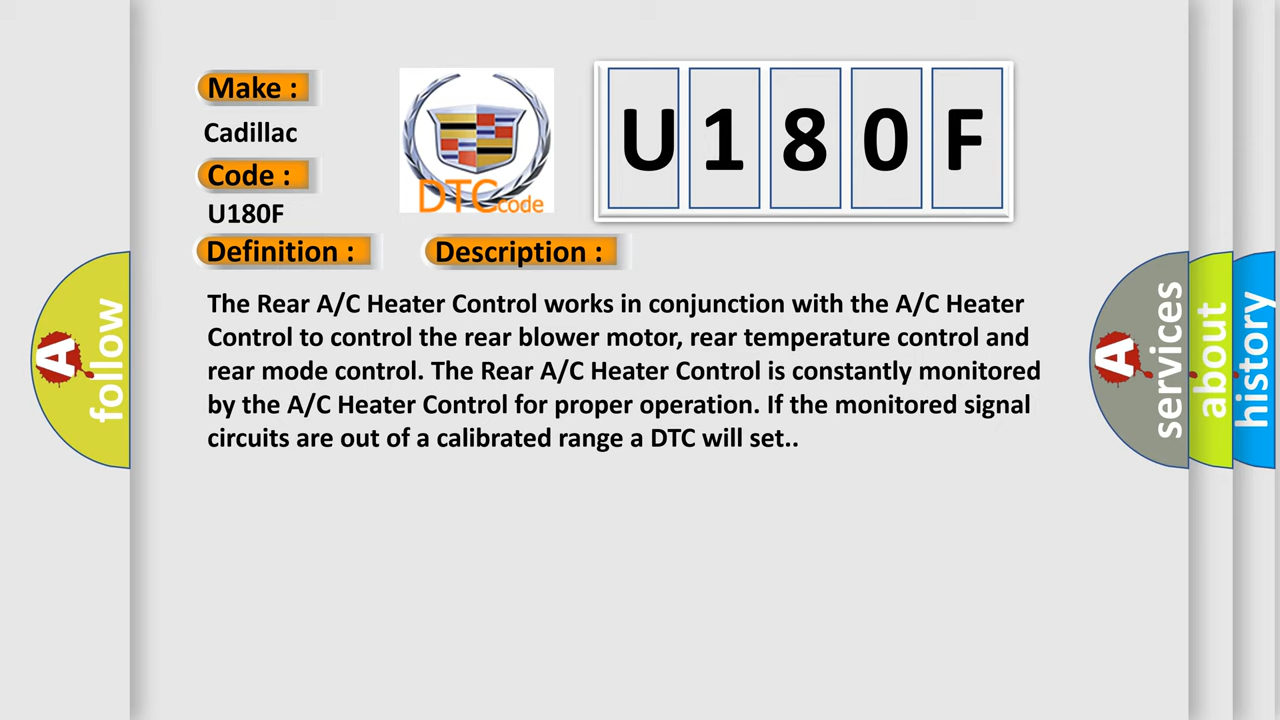 Make :
Cadillac
Code :
U180F
DTCcode
U180F
Definition :
Description :
The Rear A/C Heater Control works in conjunction with the A/C Heater
Control to control the rear blower motor, rear temperature control and
rear mode control. The Rear A/C Heater Control is constantly monitored
by the A/C Heater Control for proper operation. If the monitored signal
circuits are out of a calibrated range a DTC will set..
A follow
A services
about
history